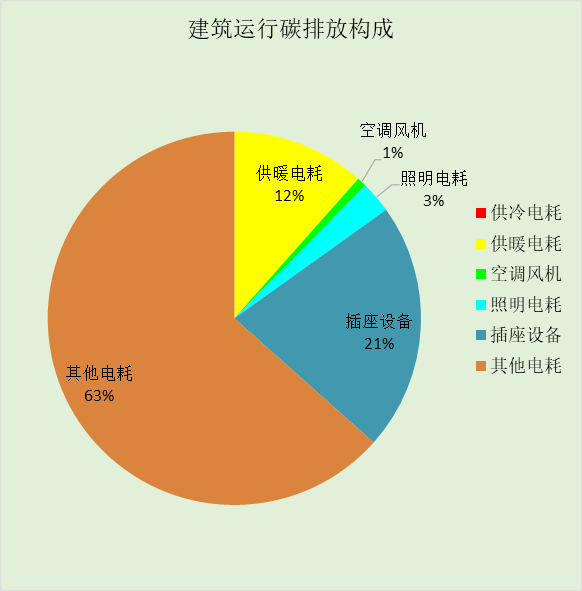 建筑运行碳排放构成
空调风机
1%
供暖电耗
12%
照明电耗
3%
插座设备
21%
其他电耗
63%
供冷电耗
供暖电耗
空调风机
照明电耗
插座设备
其他电耗